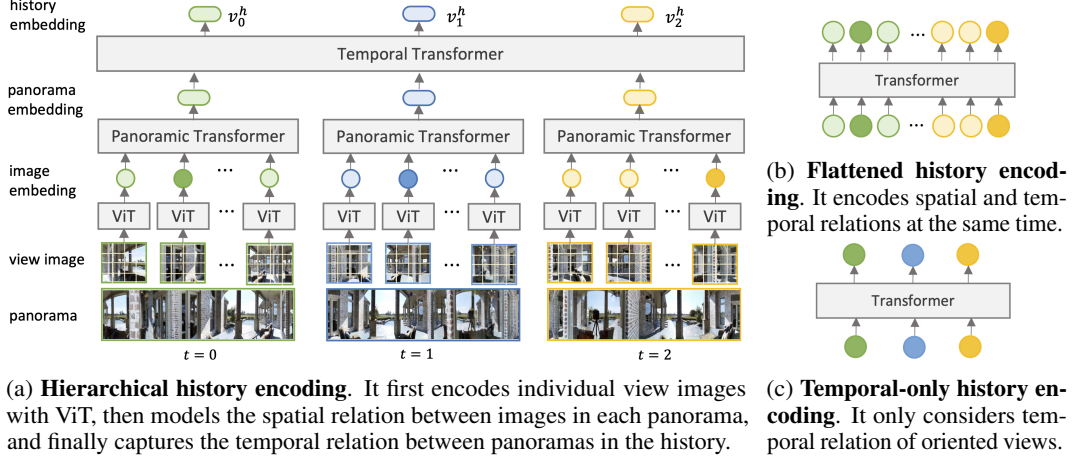 history
embedding
v_0^h
v_1^h
v_2^h
Temporal Transformer
panorama
embedding
Panoramic Transformer
Panoramic Transformer
Panoramic Transformer
image
embeding
...
...
...
ViT
ViT
...
ViT
ViT
ViT
...
ViT
ViT
ViT
...
ViT
view image
...
...
...
panorama
t = 0
t = 1
t = 2
(a) Hierarchical history encoding. It first encodes individual view images
with ViT, then models the spatial relation between images in each panorama,
and finally captures the temporal relation between panoramas in the history.
...
Transformer
...
(b) Flattened history encod-
ing. It encodes spatial and tem-
poral relations at the same time.
Transformer
(c) Temporal-only history en-
coding. It only considers tem-
poral relation of oriented views.